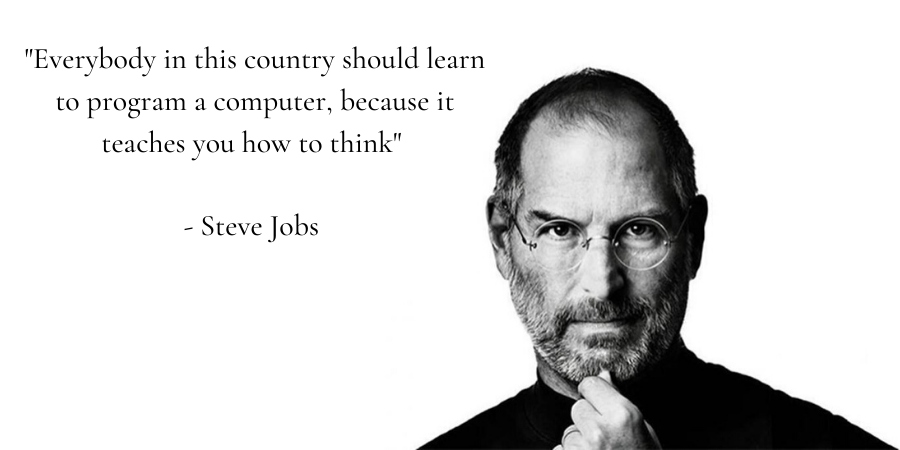 "Everybody in this country should learn
to program a computer, because it
teaches you how to think"
- Steve Jobs